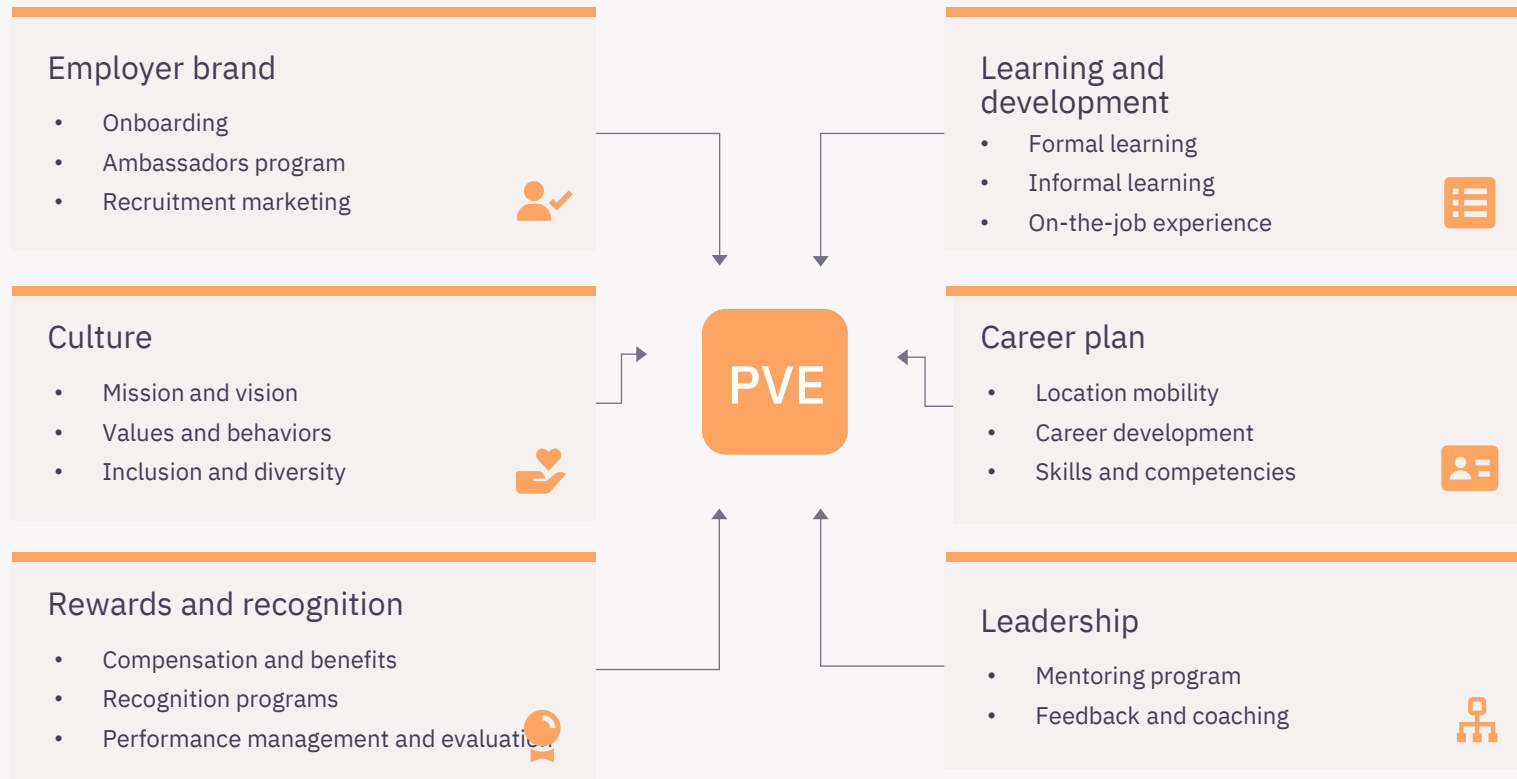 Employer brand
• Onboarding
• Ambassadors program
• Recruitment marketing
Culture
• Mission and vision
• Values and behaviors
• Inclusion and diversity
Rewards and recognition
• Compensation and benefits
• Recognition programs
• Performance management and evaluation
PVE
Learning and
development
• Formal learning
• Informal learning
• On-the-job experience
Career plan
• Location mobility
• Career development
• Skills and competencies
Leadership
• Mentoring program
• Feedback and coaching